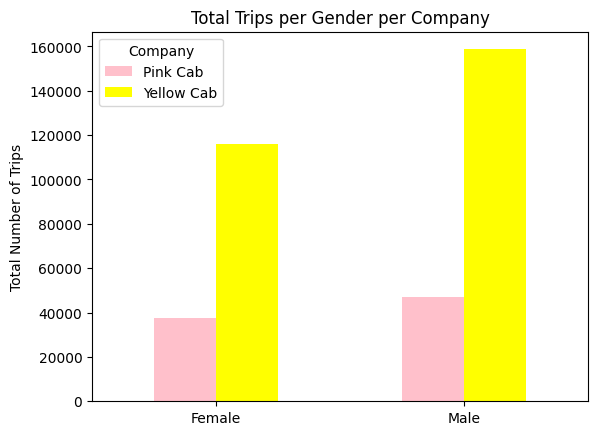 Total Trips per Gender per Company
Company
Pink Cab
Yellow Cab
Total Number of Trips
160000
140000
120000
100000
80000
60000
40000
20000
0
Female
Male